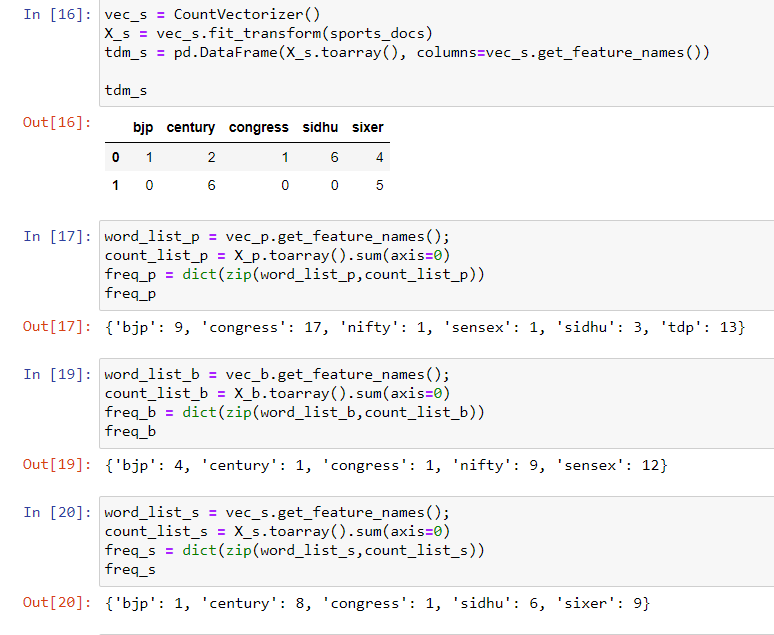 In [16]: vec_s = CountVectorizer()
X_s = vec_s.fit_transform(sports_docs)
tdm_s = pd.DataFrame(X_s.toarray(), columns=vec_s.get_feature_names())
tdm_s
Out[16]:
bjp century congress sidhu sixer
0 1 2 1 6 4
1 0 6 0 0 5
In [17]: word_list_p = vec_p.get_feature_names();
count_list_p = X_p.toarray().sum(axis=0)
freq_p = dict(zip(word_list_p,count_list_p))
freq_p
Out[17]: {'bjp': 9, 'congress': 17, 'nifty': 1, 'sensex': 1, 'sidhu': 3, 'tdp': 13}
In [19]: word_list_b = vec_b.get_feature_names();
count_list_b = X_b.toarray().sum(axis=0)
freq_b = dict(zip(word_list_b,count_list_b))
freq_b
Out[19]: {'bjp': 4, 'century': 1, 'congress': 1, 'nifty': 9, 'sensex': 12}
In [20]: word_list_s = vec_s.get_feature_names();
count_list_s = X_s.toarray().sum(axis=0)
freq_s = dict(zip(word_list_s,count_list_s))
freq_s
Out[20]: {'bjp': 1, 'century': 8, 'congress': 1, 'sidhu': 6, 'sixer': 9}